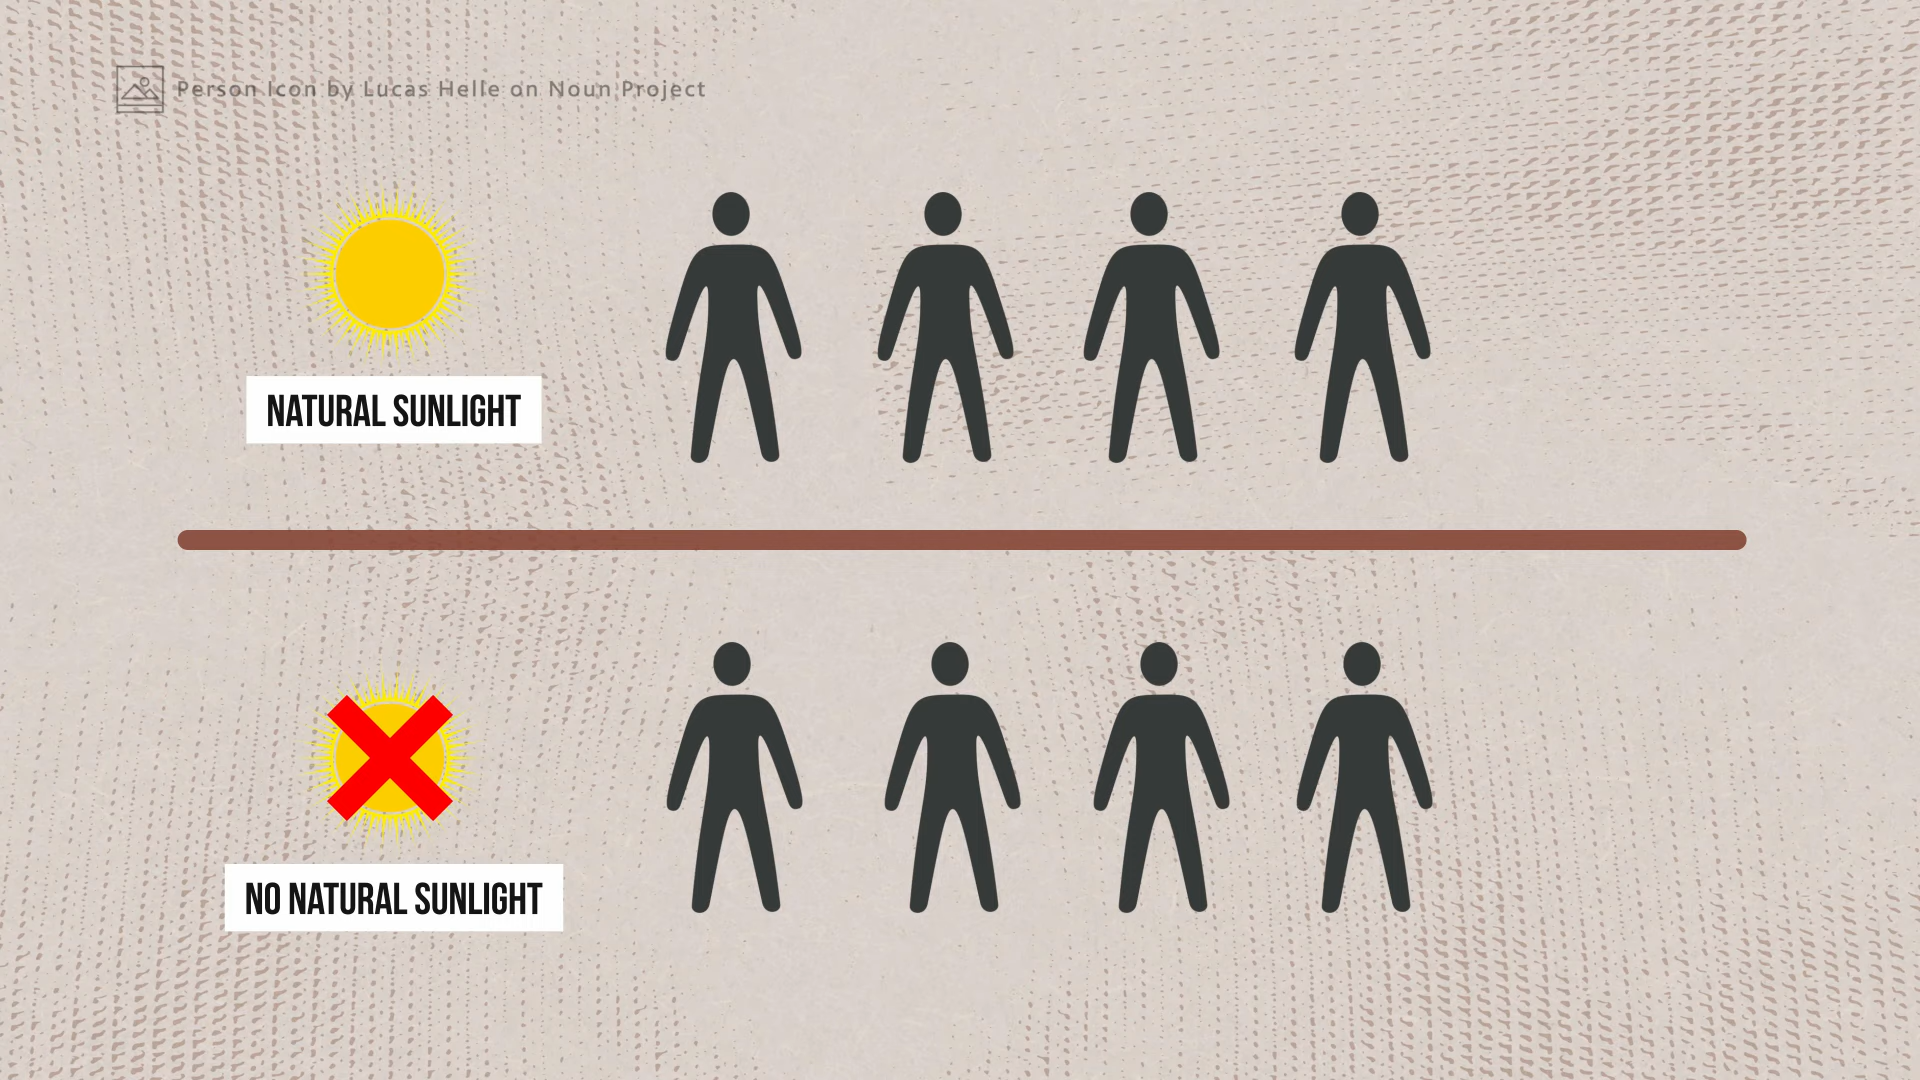 Person Icon by Lucas Helle on Noun Project
NATURAL SUNLIGHT
NO NATURAL SUNLIGHT